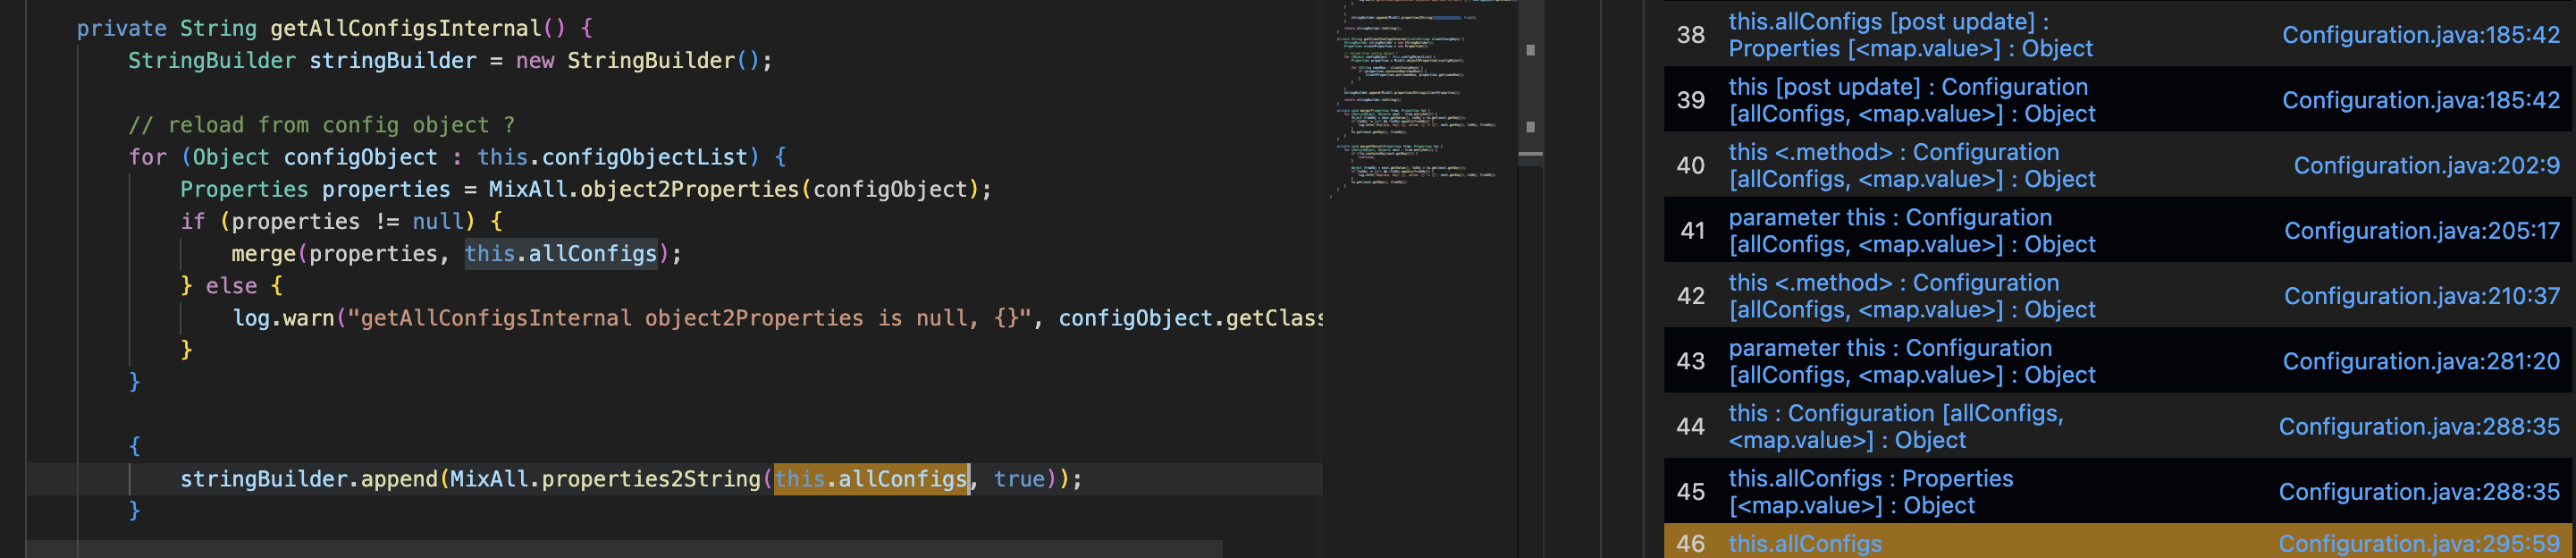 private String getAllConfigsInternal() {
StringBuilder stringBuilder = new StringBuilder();
// reload from config object ?
for (Object configObject : this.configObjectList) {
Properties properties = MixAll.object2Properties(configObject);
if (properties != null) {
merge(properties, this.allConfigs);
} else {
log.warn("getAllConfigsInternal object2Properties is null, {}", configObject.getClass
}
}
{
stringBuilder.append(MixAll.properties2String(this.allConfigs, true));
}
38 this.allConfigs [post update] : Configuration.java:185:42
Properties [<map.value>] : Object
39 this [post update] : Configuration Configuration.java:185:42
[allConfigs, <map.value>] : Object
40 this <.method> : Configuration Configuration.java:202:9
[allConfigs, <map.value>] : Object
41 parameter this : Configuration Configuration.java:205:17
[allConfigs, <map.value>] : Object
42 this <.method> : Configuration Configuration.java:210:37
[allConfigs, <map.value>] : Object
43 parameter this : Configuration Configuration.java:281:20
[allConfigs, <map.value>] : Object
44 this : Configuration [allConfigs, Configuration.java:288:35
<map.value>] : Object
45 this.allConfigs : Properties Configuration.java:288:35
[<map.value>] : Object
46 this.allConfigs Configuration.java:295:59